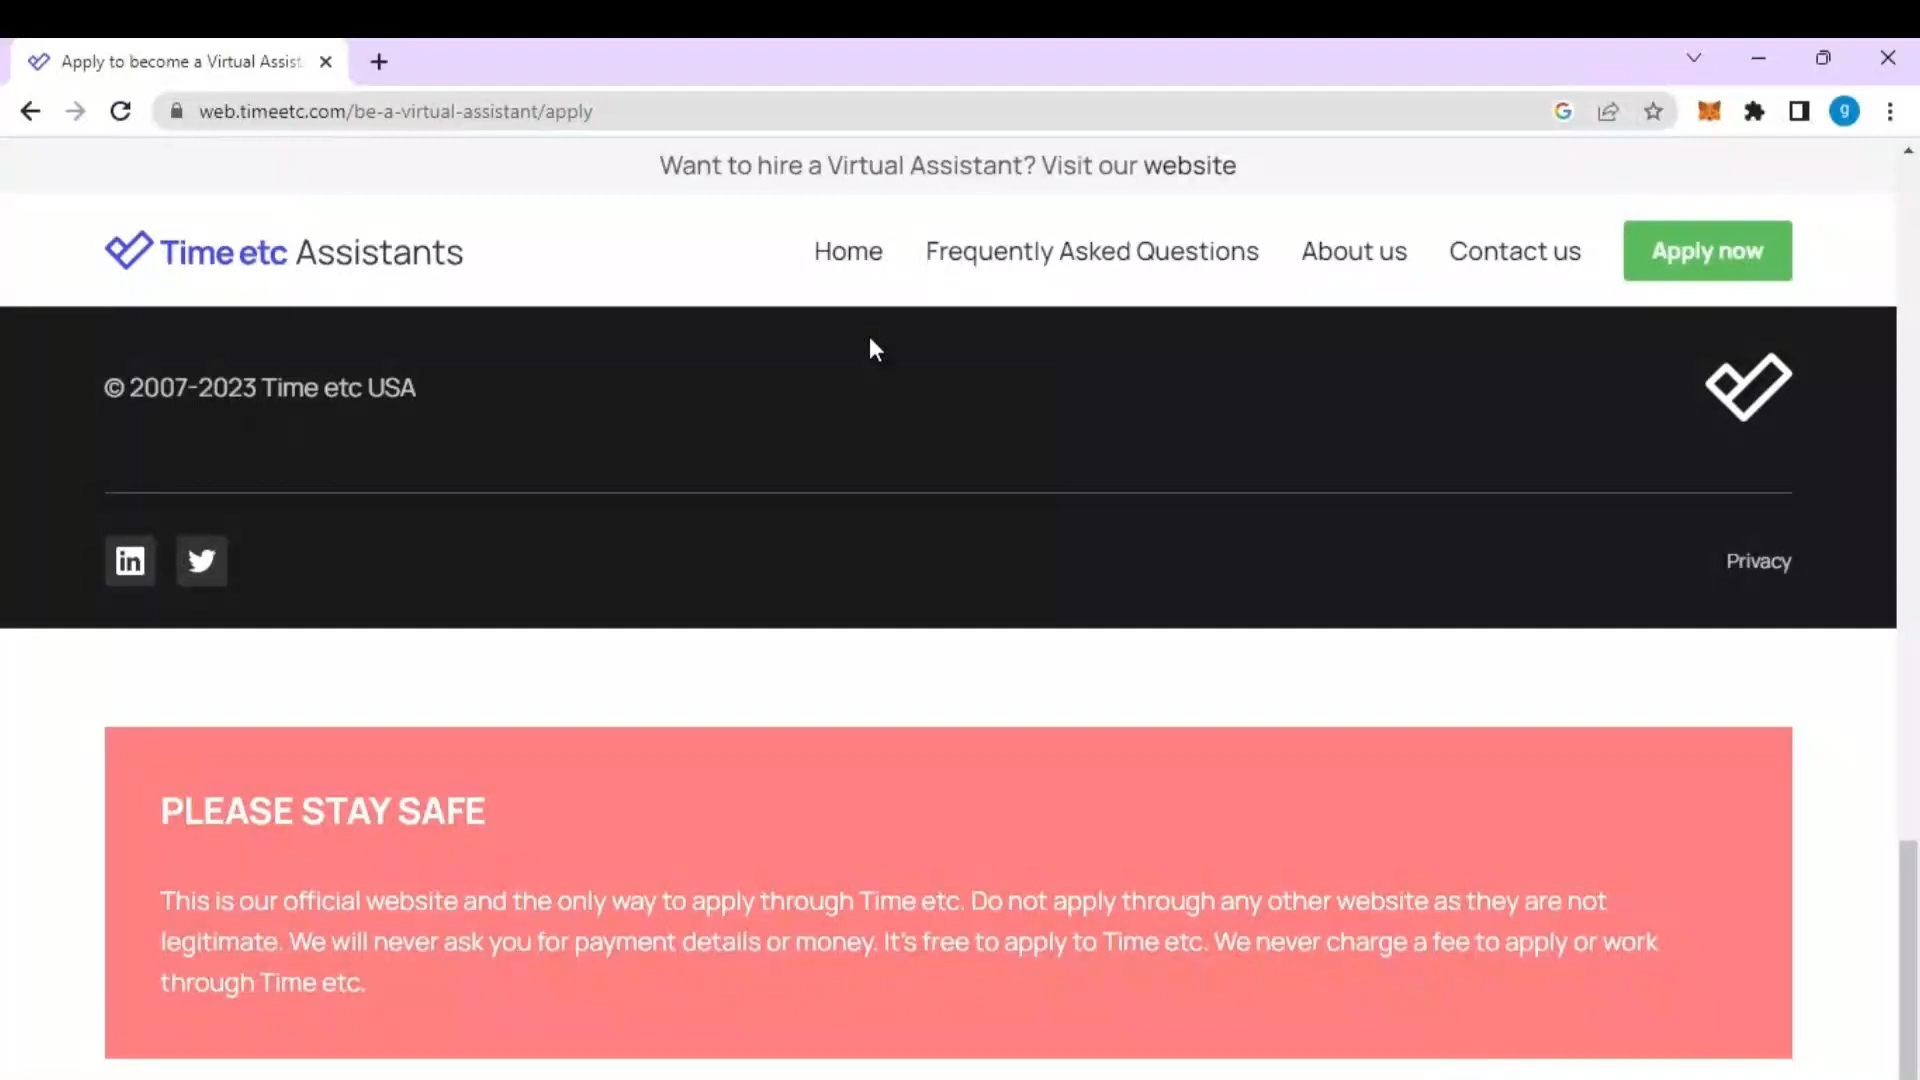 Apply to become a Virtual Assist
web.timeetc.com/be-a-virtual-assistant/apply
g
Want to hire a Virtual Assistant? Visit our website
Time etc Assistants
Home
Frequently Asked Questions
About us
Contact us
Apply now
© 2007-2023 Time etc USA
in
Privacy
PLEASE STAY SAFE
This is our official website and the only way to apply through Time etc. Do not apply through any other website as they are not
legitimate. We will never ask you for payment details or money. It's free to apply to Time etc. We never charge a fee to apply or work
through Time etc.